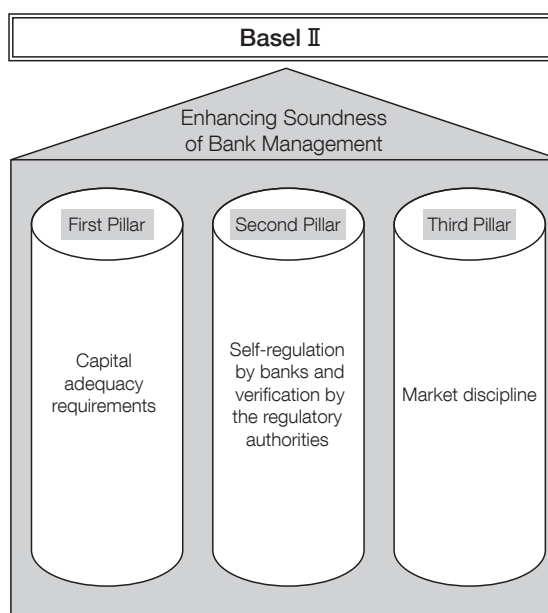 Basel Ⅱ
Enhancing Soundness
of Bank Management
First Pillar
Second Pillar
Third Pillar
Capital
adequacy
requirements
Self-regulation
by banks and
verification by
the regulatory
authorities
Market discipline